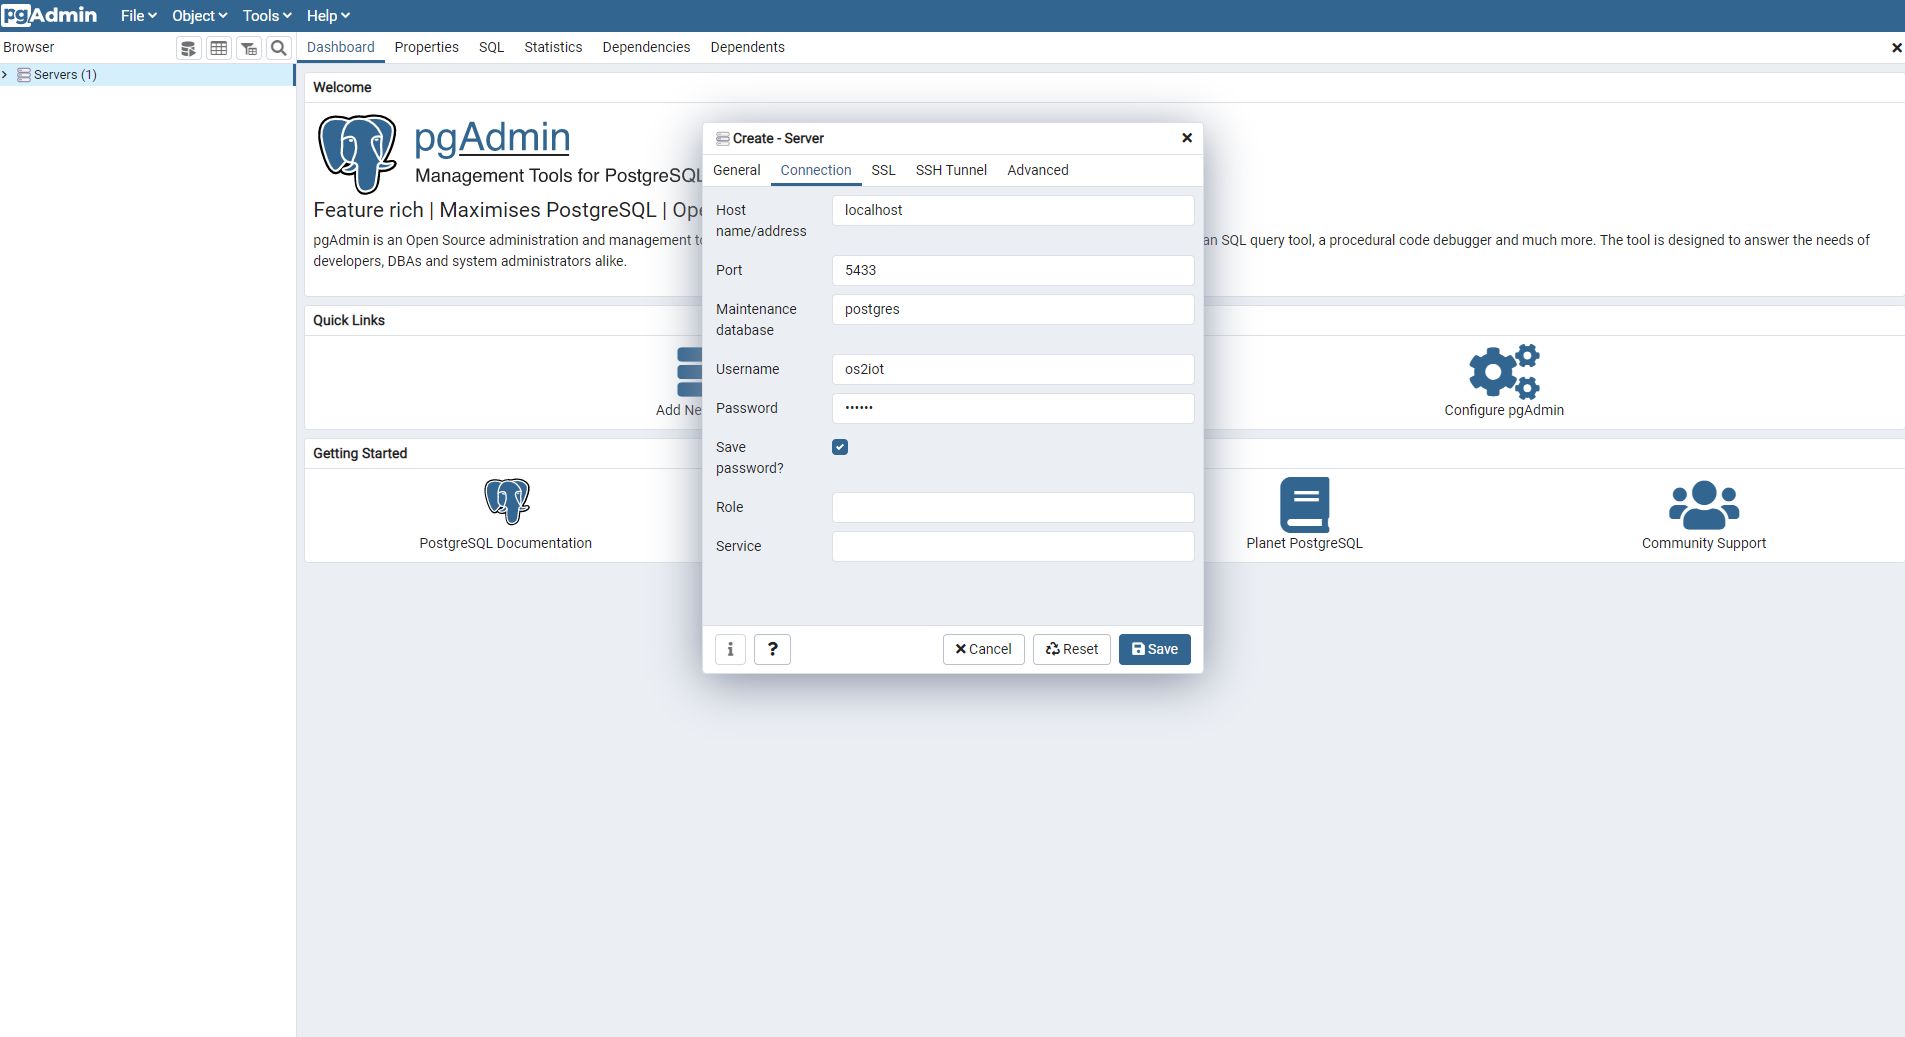 pgAdmin File Object Tools Help
Browser
Dashboard Properties SQL Statistics Dependencies Dependents
Servers (1)
Welcome
pgAdmin
Management Tools for PostgreSQL
Feature rich | Maximises PostgreSQL | Ope
pgAdmin is an Open Source administration and management to
an SQL query tool, a procedural code debugger and much more. The tool is designed to answer the needs of
developers, DBAs and system administrators alike.
Quick Links
Add Ne
Configure pgAdmin
Getting Started
PostgreSQL Documentation
Planet PostgreSQL
Community Support
Create - Server
General Connection SSL SSH Tunnel Advanced
Host name/address
localhost
Port
5433
Maintenance
database
postgres
Username
os2iot
Password
••••••
Save
password?
Role
Service
i ? Cancel Reset Save